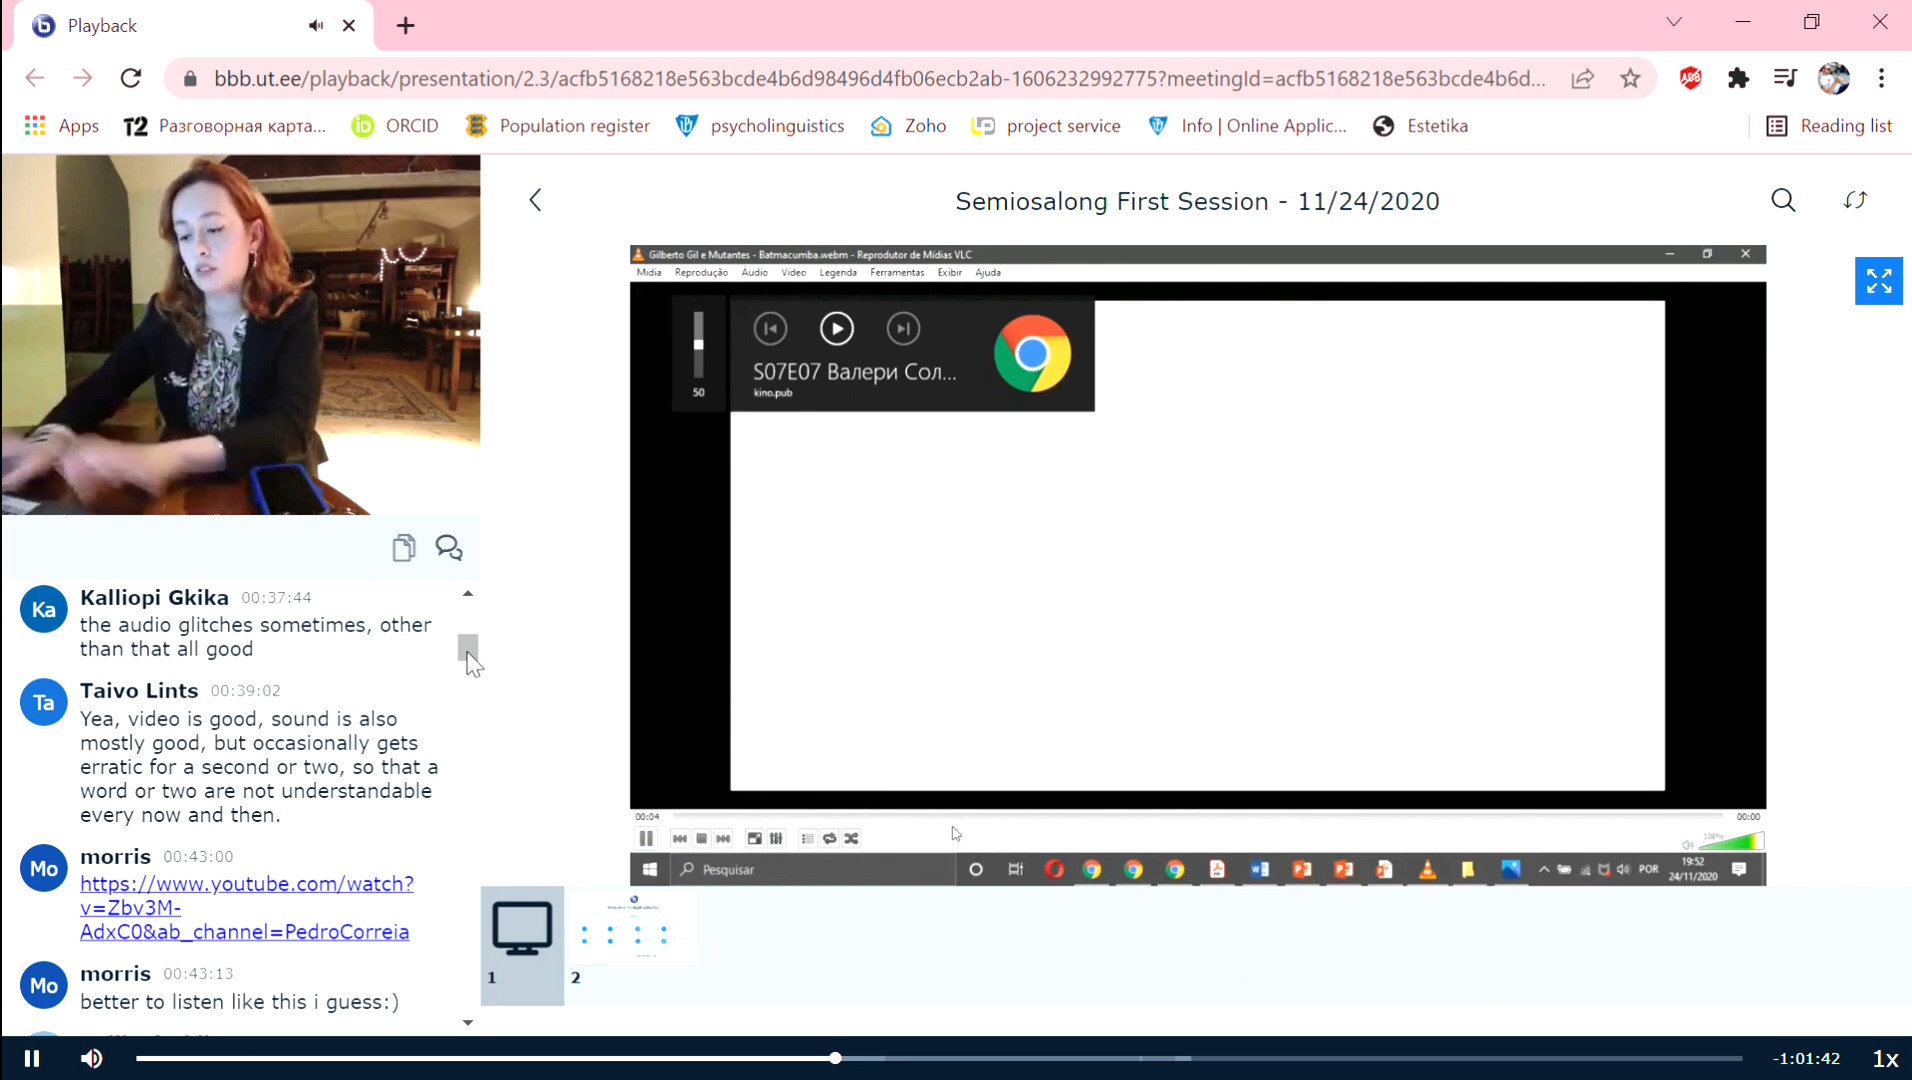 Playback
bbb.ut.ee/playback/presentation/2.3/acfb5168218e563bcde4b6d98496d4fb06ecb2ab-1606232992775?meetingId=acfb5168218e563bcde4b6d...
Apps
T2 Разговорная карта...
iD ORCID
Population register
psycholinguistics
Zoho
project service
Info | Online Applic...
Estetika
Reading list
Semiosalong First Session - 11/24/2020
Gilberto Gil e Mutantes - Batmacumba.webm - Reprodutor de Mídias VLC
Mídia Reprodução Áudio Vídeo Legenda Ferramentas Exibir Ajuda
S07E07 Валери Сол...
50
kino.pub
Ka
Kalliopi Gkika 00:37:44
the audio glitches sometimes, other
than that all good
Ta
Taivo Lints 00:39:02
Yea, video is good, sound is also
mostly good, but occasionally gets
erratic for a second or two, so that a
word or two are not understandable
every now and then.
Mo
morris 00:43:00
https://www.youtube.com/watch?
v=Zbv3M-
AdxC0&ab_channel=PedroCorreia
Mo
morris 00:43:13
better to listen like this i guess:)
00:04
00:00
108%
Pesquisar
POR
19:52
24/11/2020
1
2
-1:01:42
1x